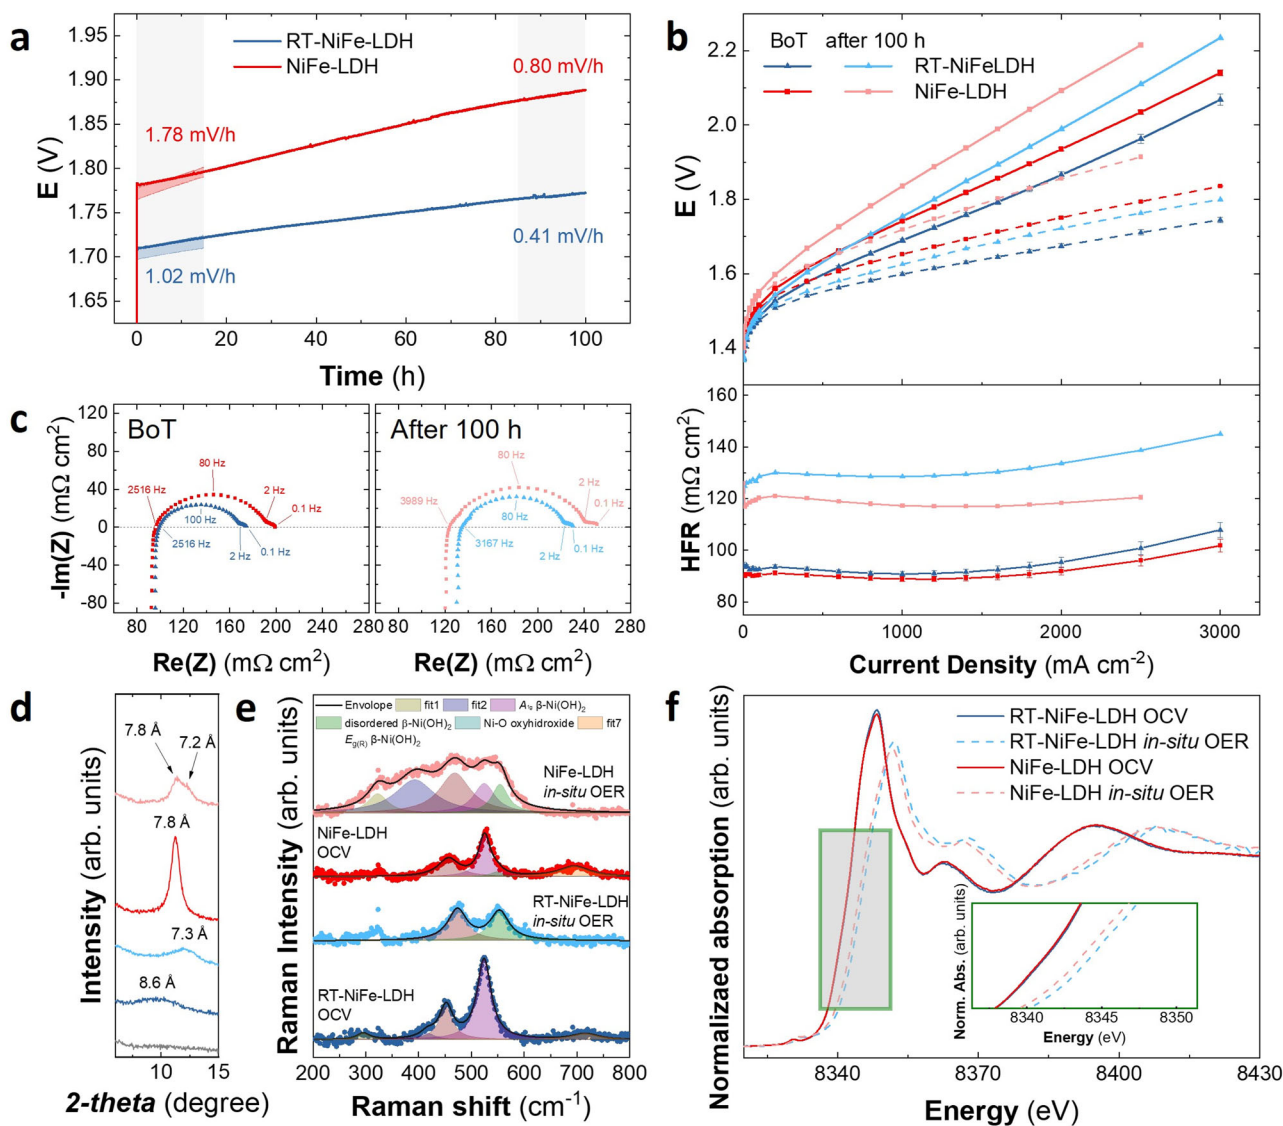 a
1.95
1.90
1.85
1.80
1.75
1.70
1.65
E (V)
RT-NiFe-LDH
NiFe-LDH
0.80 mV/h
1.78 mV/h
0.41 mV/h
1.02 mV/h
0 20 40 60 80 100
Time (h)
b
BoT after 100 h
RT-NiFeLDH
NiFe-LDH
2.2
2.0
1.8
1.6
1.4
E (V)
140
120
100
80
HFR (mΩ cm²)
0 1000 2000 3000
Current Density (mA cm⁻²)
c
BoT
After 100 h
120
80
40
0
-40
-80
-Im(Z) (mΩ cm²)
2516 Hz
80 Hz
2 Hz
0.1 Hz
100 Hz
2516 Hz
2 Hz
0.1 Hz
3989 Hz
80 Hz
2 Hz
0.1 Hz
80 Hz
3167 Hz
2 Hz
0.1 Hz
80 120 160 200 240 280
80 120 160 200 240 280
Re(Z) (mΩ cm²)
Re(Z) (mΩ cm²)
d
7.8 Å
7.2 Å
7.8 Å
7.3 Å
8.6 Å
Intensity (arb. units)
10 15
2-theta (degree)
e
Envelope fit1 fit2 A₁g β-Ni(OH)₂
disordered β-Ni(OH)₂ Ni-O oxyhidroxide fit7
Eg(R) β-Ni(OH)₂
NiFe-LDH
in-situ OER
NiFe-LDH
OCV
RT-NiFe-LDH
in-situ OER
RT-NiFe-LDH
OCV
Raman Intensity (arb. units)
200 300 400 500 600 700 800
Raman shift (cm⁻¹)
f
RT-NiFe-LDH OCV
RT-NiFe-LDH in-situ OER
NiFe-LDH OCV
NiFe-LDH in-situ OER
Normalizaed absorption (arb. units)
Norm. Abs. (arb. units)
8340 8345 8350
Energy (eV)
8340 8370 8400 8430
Energy (eV)